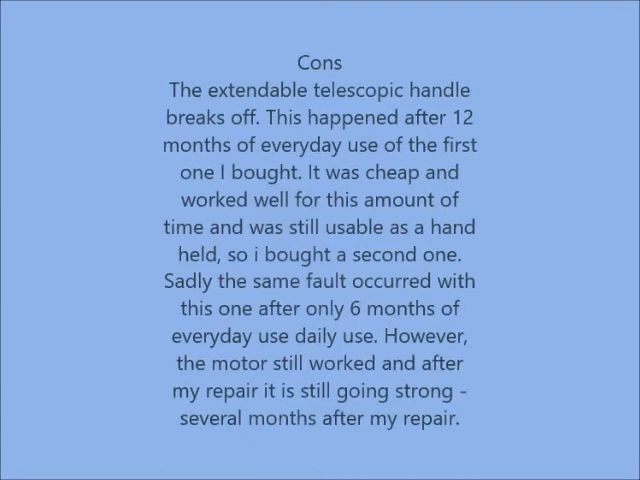 Cons
The extendable telescopic handle
breaks off. This happened after 12
months of everyday use of the first
one I bought. It was cheap and
worked well for this amount of
time and was still usable as a hand
held, so i bought a second one.
Sadly the same fault occurred with
this one after only 6 months of
everyday use daily use. However,
the motor still worked and after
my repair it is still going strong -
several months after my repair.